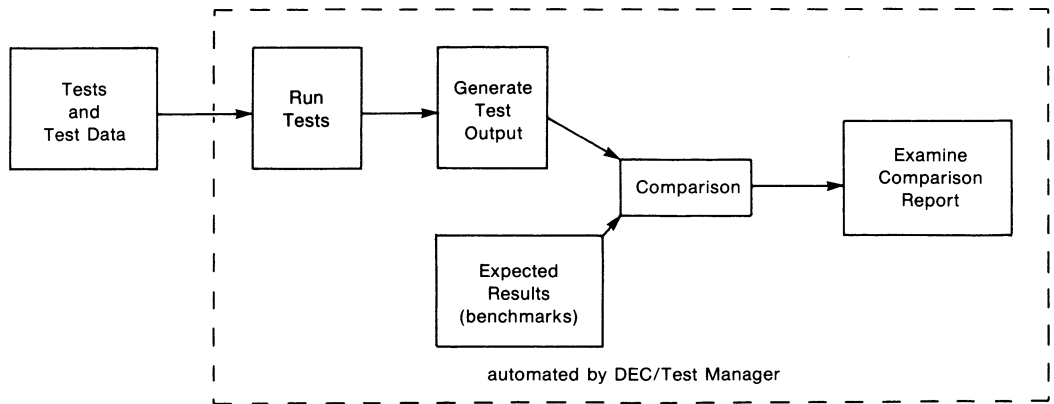 Tests
and
Test Data
Run
Tests
Generate
Test
Output
Comparison
Examine
Comparison
Report
Expected
Results
(benchmarks)
automated by DEC/Test Manager